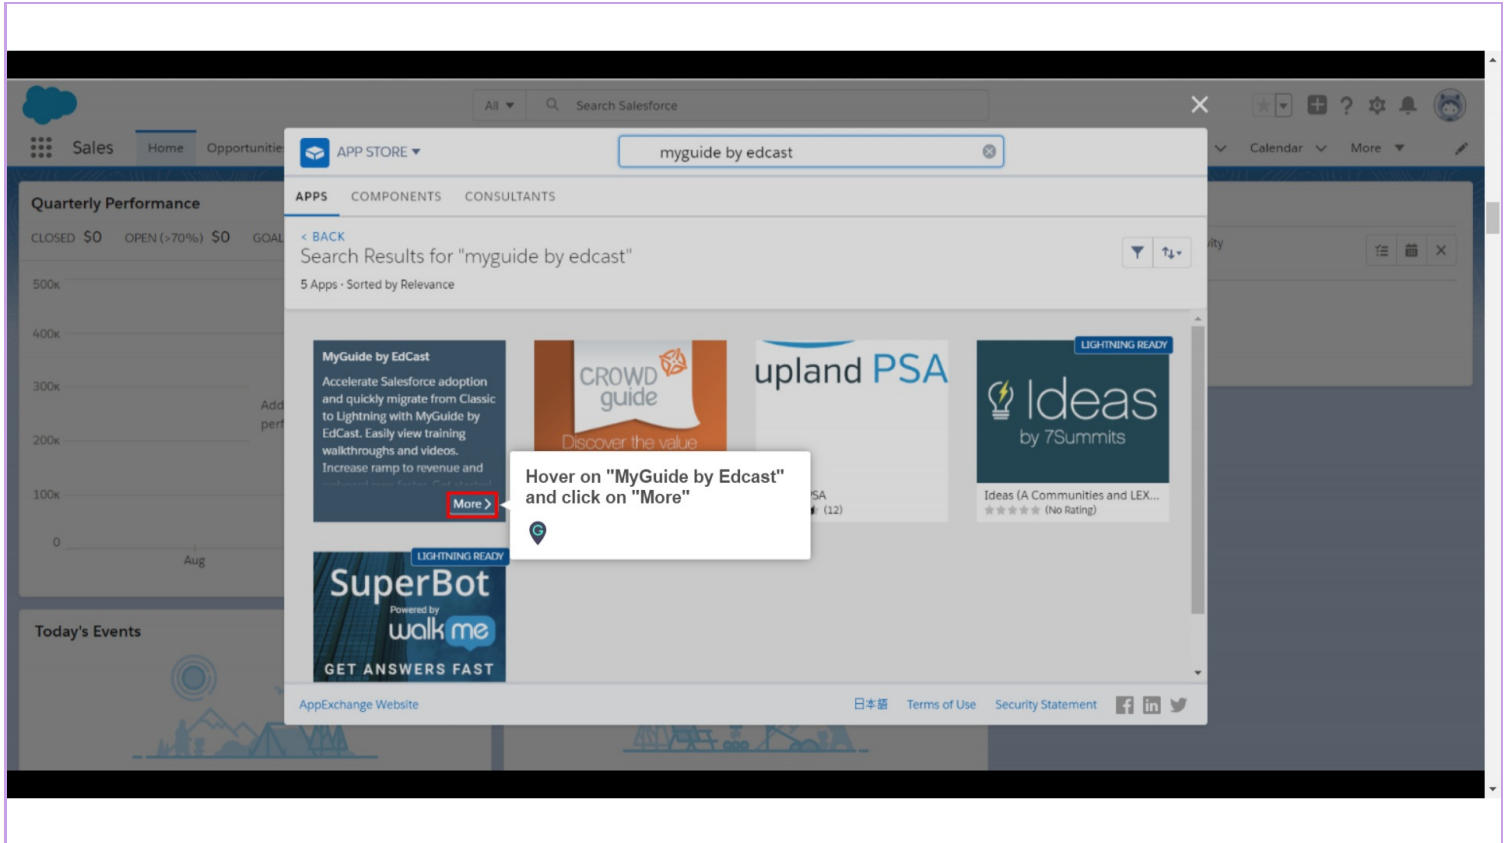 All
Search Salesforce
Sales
Home
Opportunitie
Calendar
More
APP STORE
myguide by edcast
APPS
COMPONENTS
CONSULTANTS
< BACK
Search Results for "myguide by edcast"
5 Apps · Sorted by Relevance
Quarterly Performance
CLOSED $0 OPEN (>70%) $0 GOAL
500K
400K
300K
200K
100K
0
Aug
Add
perf
ity
MyGuide by EdCast
Accelerate Salesforce adoption
and quickly migrate from Classic
to Lightning with MyGuide by
EdCast. Easily view training
walkthroughs and videos.
Increase ramp to revenue and
More
CROWD
guide
Discover the value
upland PSA
PSA
(12)
LIGHTNING READY
Ideas
by 7Summits
Ideas (A Communities and LEX...
(No Rating)
Hover on "MyGuide by Edcast"
and click on "More"
G
LIGHTNING READY
SuperBot
Powered by
walkme
GET ANSWERS FAST
Today's Events
AppExchange Website
日本語
Terms of Use
Security Statement